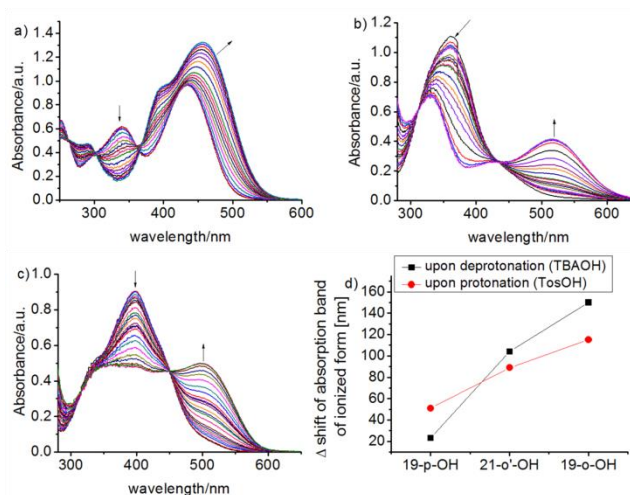 a)
Absorbance/a.u.
1.4
1.2
1.0
0.8
0.6
0.4
0.2
0.0
300 400 500 600
wavelength/nm
b)
Absorbance/a.u.
1.2
1.0
0.8
0.6
0.4
0.2
0.0
300 400 500 600
wavelength/nm
c)
Absorbance/a.u.
1.0
0.8
0.6
0.4
0.2
0.0
300 400 500 600
wavelength/nm
d)
upon deprotonation (TBAOH)
upon protonation (TosOH)
Δ shift of absorption band
of ionized form [nm]
160
140
120
100
80
60
40
20
19-p-OH 21-o'-OH 19-o-OH